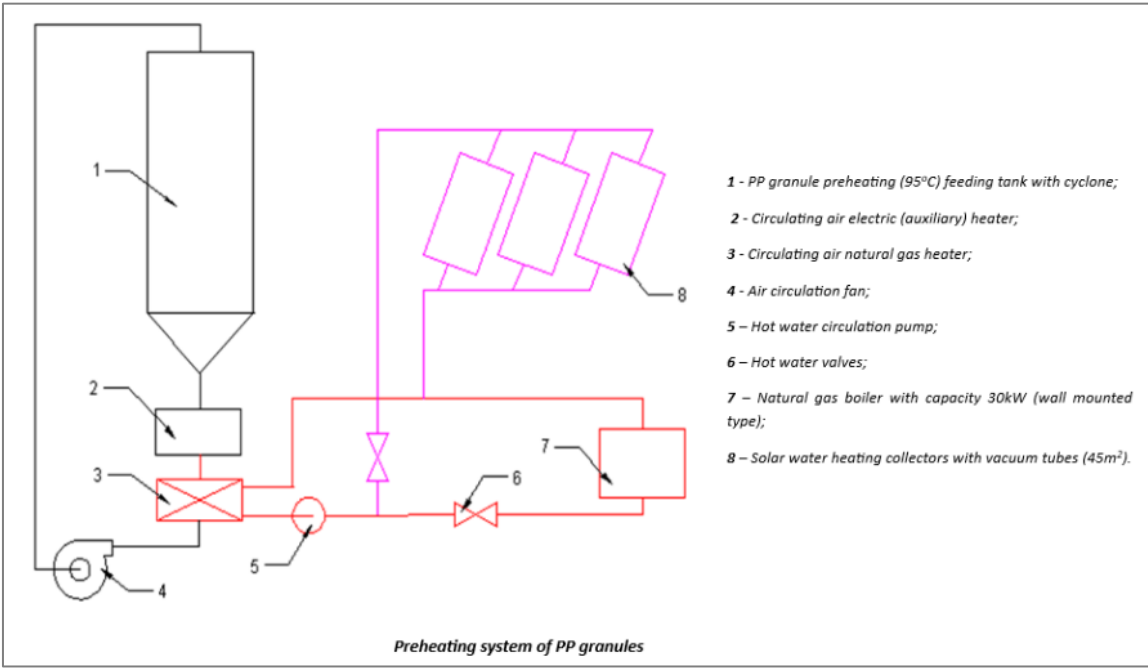 1
2
3
4
5
6
7
8
1 - PP granule preheating (95°C) feeding tank with cyclone;
2 - Circulating air electric (auxiliary) heater;
3 - Circulating air natural gas heater;
4 - Air circulation fan;
5 – Hot water circulation pump;
6 – Hot water valves;
7 – Natural gas boiler with capacity 30kW (wall mounted
type);
8 – Solar water heating collectors with vacuum tubes (45m²).
Preheating system of PP granules